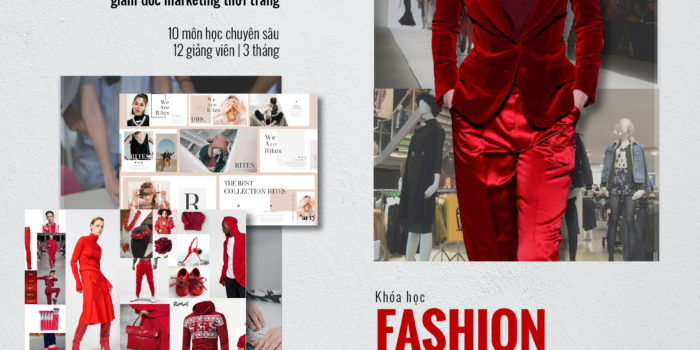 giám đốc marketing thời trang
10 môn học chuyên sâu
12 giảng viên | 3 tháng
We
Are
Rites
We
Are
Rites
998.
RITES.
We
Are
Rites
THE BEST
COLLECTION RITES
R
Khóa học
FASHION